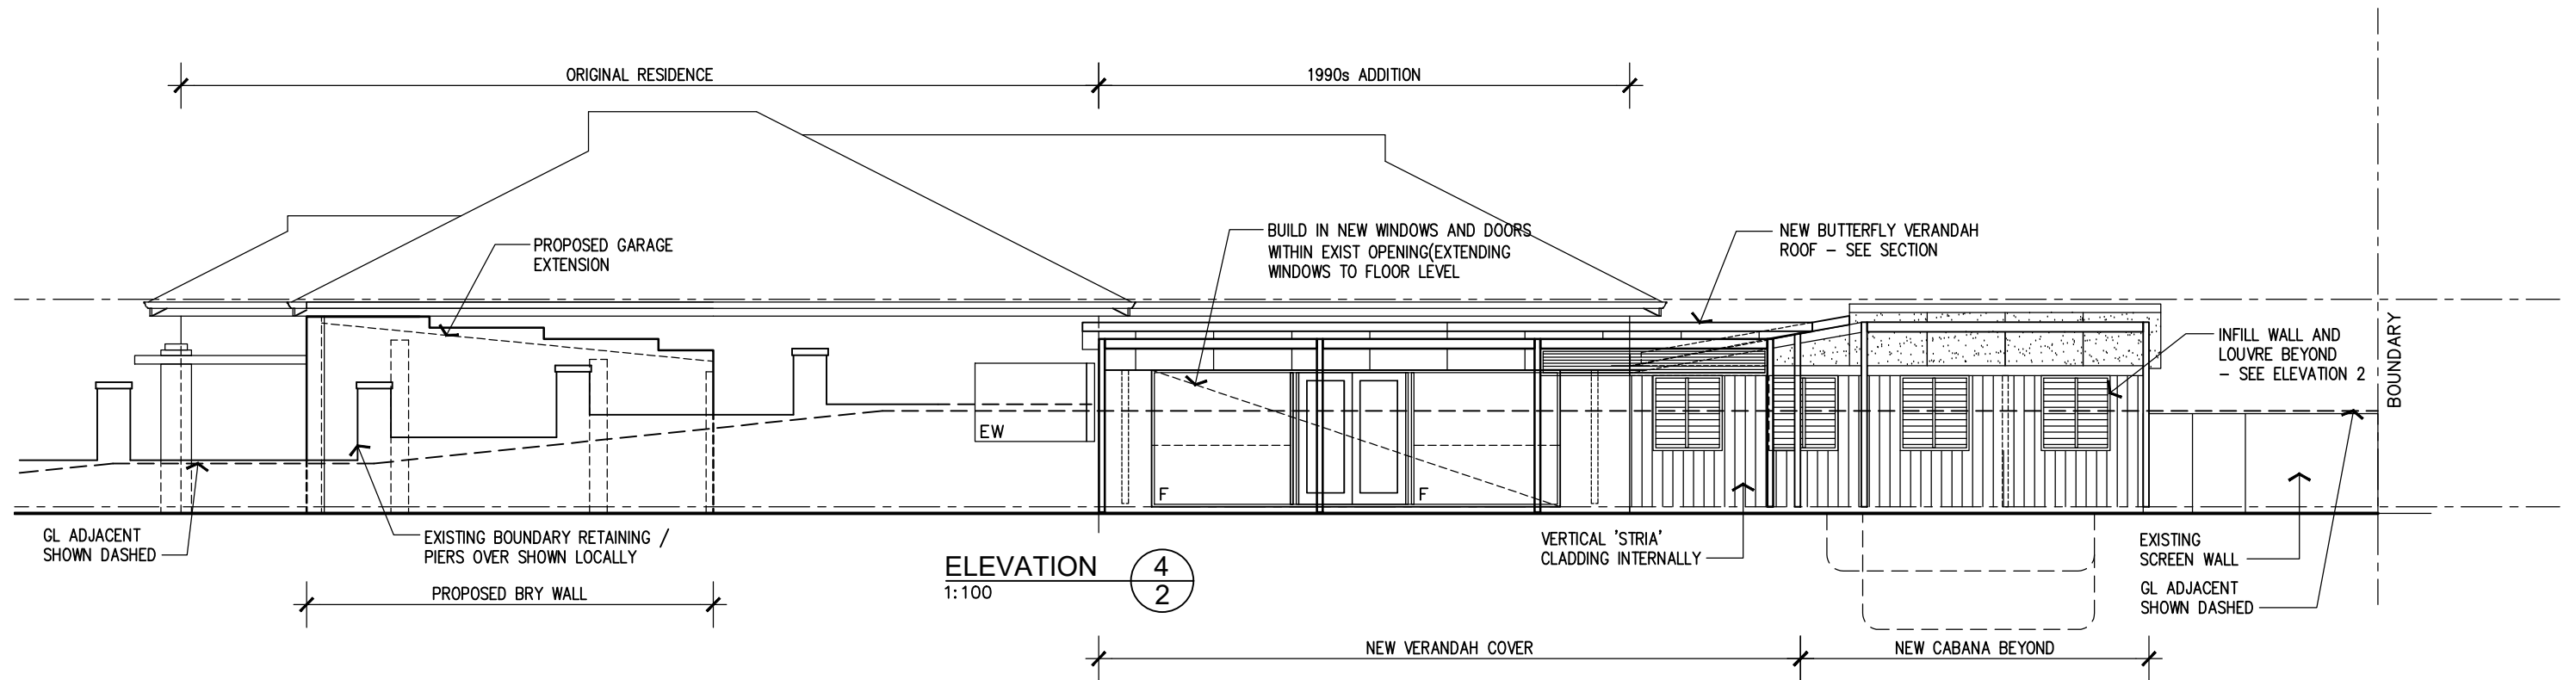 ORIGINAL RESIDENCE
1990s ADDITION
PROPOSED GARAGE
EXTENSION
BUILD IN NEW WINDOWS AND DOORS
WITHIN EXIST OPENING(EXTENDING
WINDOWS TO FLOOR LEVEL
NEW BUTTERFLY VERANDAH
ROOF – SEE SECTION
INFILL WALL AND
LOUVRE BEYOND
– SEE ELEVATION 2
BOUNDARY
EW
F
F
GL ADJACENT
SHOWN DASHED
EXISTING BOUNDARY RETAINING /
PIERS OVER SHOWN LOCALLY
PROPOSED BRY WALL
ELEVATION
1:100
4
2
VERTICAL 'STRIA'
CLADDING INTERNALLY
EXISTING
SCREEN WALL
GL ADJACENT
SHOWN DASHED
NEW VERANDAH COVER
NEW CABANA BEYOND